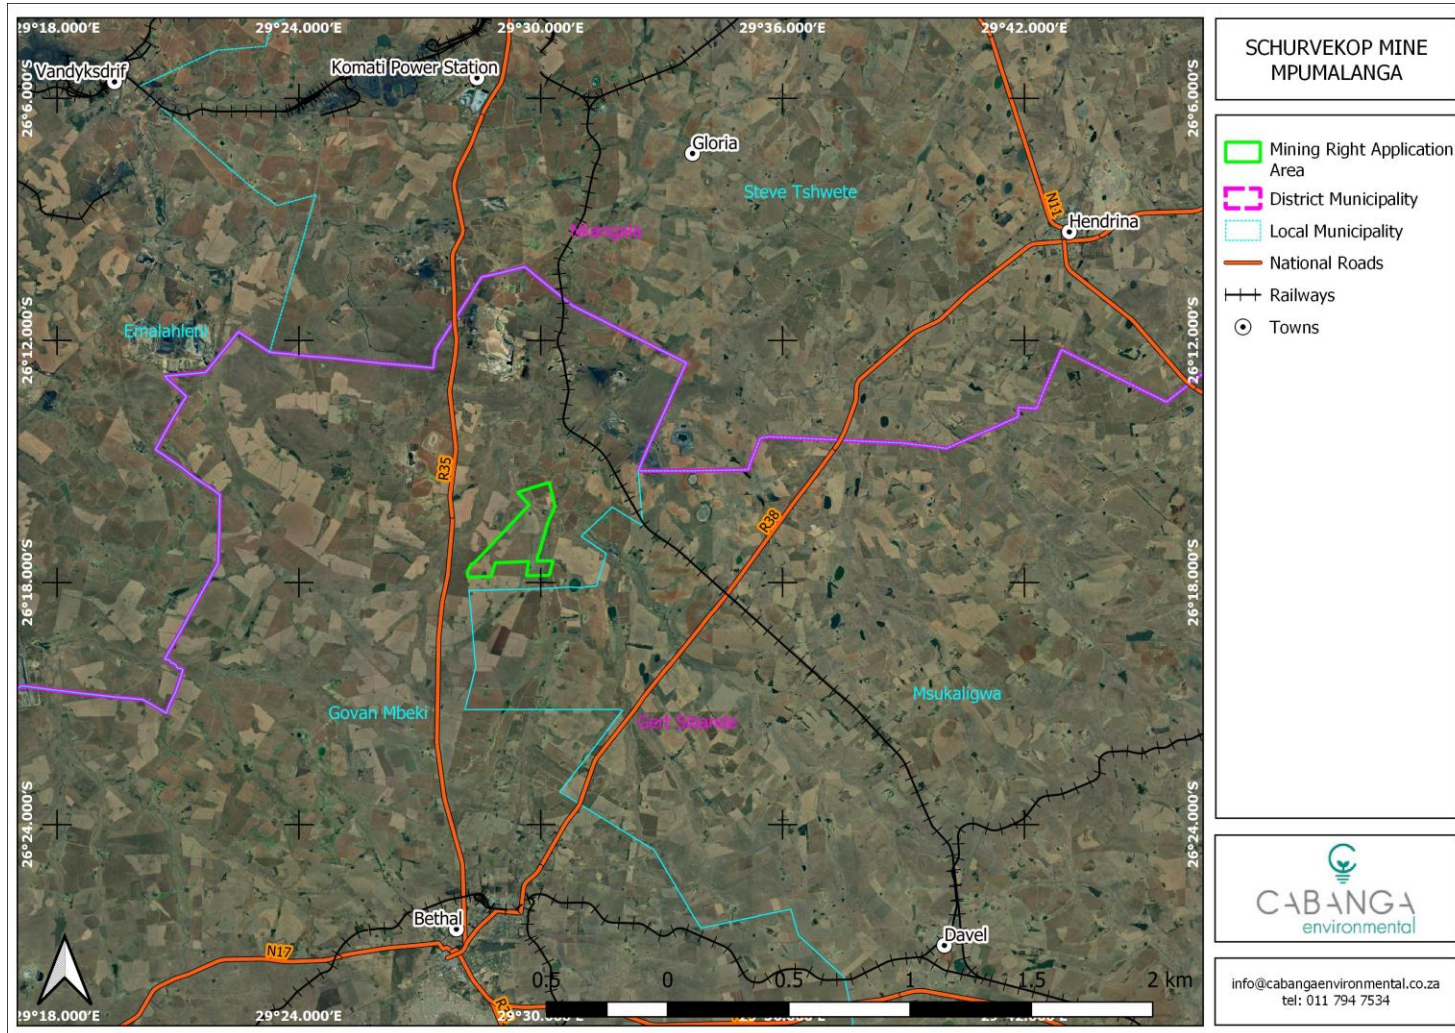 29°18.000'E
29°24.000'E
29°30.000'E
29°36.000'E
29°42.000'E
SCHURVEKOP MINE
MPUMALANGA
Vandyksdrif
Komati Power Station
26°6.000'S
26°6.000'S
Gloria
Steve Tshwete
N11
Hendrina
Nkangala
Mining Right Application
Area
District Municipality
Local Municipality
National Roads
Railways
Towns
Emalahleni
26°12.000'S
26°12.000'S
R35
R38
26°18.000'S
26°18.000'S
Govan Mbeki
Gert Sibande
Msukaligwa
26°24.000'S
26°24.000'S
CABANGA
environmental
Bethal
Davel
N17
0.5 0 0.5 1 1.5 2 km
info@cabangaenvironmental.co.za
tel: 011 794 7534
29°18.000'E
29°24.000'E
29°30.000'E